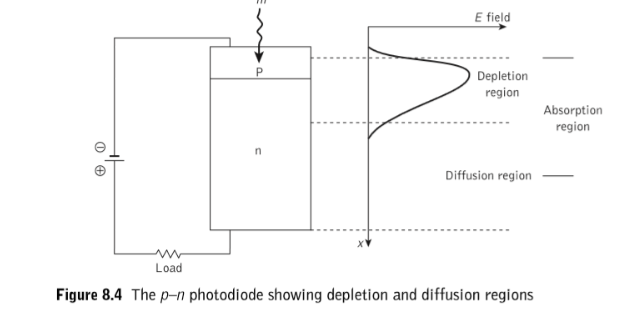 E field
p
Depletion
region
Absorption
region
n
⊖
⊕
Diffusion region
x
Load
Figure 8.4 The p–n photodiode showing depletion and diffusion regions